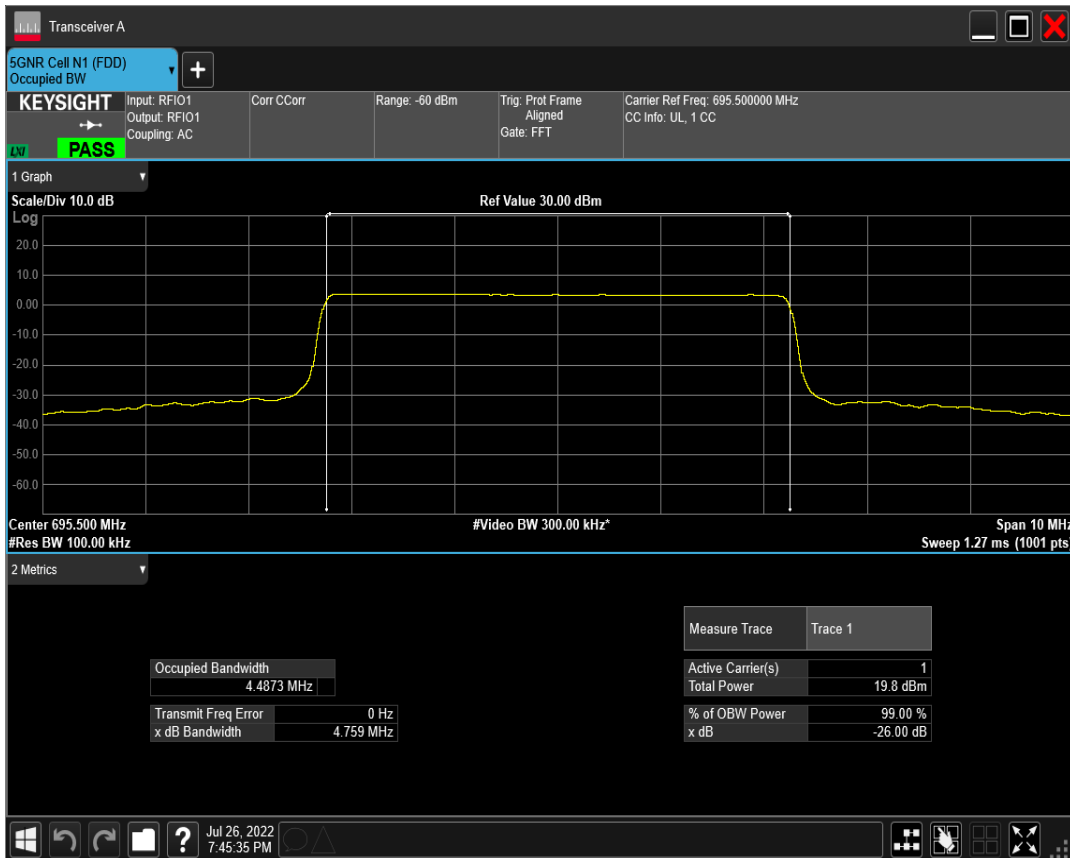 Transceiver A
5GNR Cell N1 (FDD)
Occupied BW
+
KEYSIGHT
LXI
PASS
Input: RFIO1
Output: RFIO1
Coupling: AC
Corr CCorr
Range: -60 dBm
Trig: Prot Frame
Aligned
Gate: FFT
Carrier Ref Freq: 695.500000 MHz
CC Info: UL, 1 CC
1 Graph
Scale/Div 10.0 dB
Ref Value 30.00 dBm
Log
20.0
10.0
0.00
-10.0
-20.0
-30.0
-40.0
-50.0
-60.0
Center 695.500 MHz
#Video BW 300.00 kHz*
Span 10 MHz
#Res BW 100.00 kHz
Sweep 1.27 ms (1001 pts)
2 Metrics
Measure Trace Trace 1
Occupied Bandwidth
4.4873 MHz
Active Carrier(s) 1
Total Power 19.8 dBm
Transmit Freq Error 0 Hz
x dB Bandwidth 4.759 MHz
% of OBW Power 99.00 %
x dB -26.00 dB
?
Jul 26, 2022
7:45:35 PM